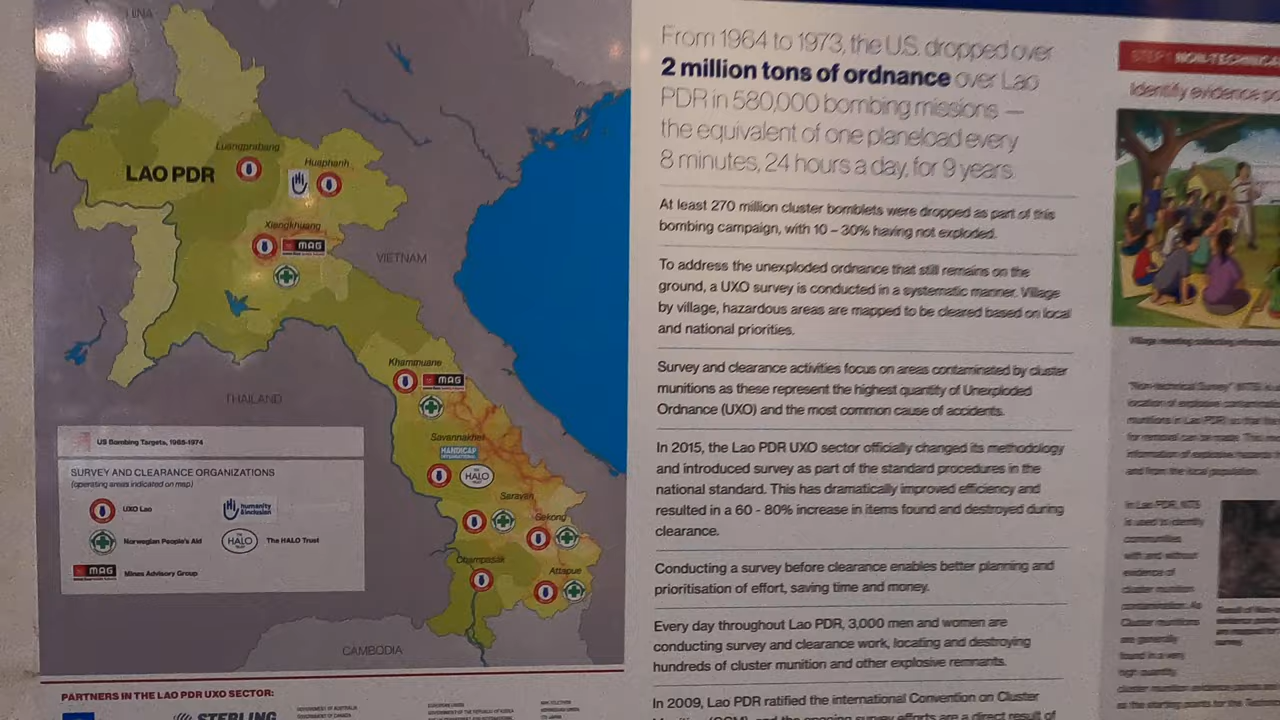 LAO PDR
Luangprabang
Huaphanh
Xiengkhuang
MAG
VIETNAM
Khammuane
MAG
THAILAND
Savannakhet
HANDICAP
INTERNATIONAL
HALO
Saravan
Sekong
Champasak
Attapue
CAMBODIA
US Bombing Targets, 1965-1974
SURVEY AND CLEARANCE ORGANIZATIONS
(operating areas indicated on map)
UXO Lao
humanity
&inclusion
Norwegian People's Aid
HALO
The HALO Trust
MAG
Mines Advisory Group
PARTNERS IN THE LAO PDR UXO SECTOR:
STERLING
From 1964 to 1973, the U.S. dropped over
2 million tons of ordnance over Lao
PDR in 580,000 bombing missions —
the equivalent of one planeload every
8 minutes, 24 hours a day, for 9 years.
At least 270 million cluster bomblets were dropped as part of this
bombing campaign, with 10 – 30% having not exploded.
To address the unexploded ordnance that still remains on the
ground, a UXO survey is conducted in a systematic manner. Village
by village, hazardous areas are mapped to be cleared based on local
and national priorities.
Survey and clearance activities focus on areas contaminated by cluster
munitions as these represent the highest quantity of Unexploded
Ordnance (UXO) and the most common cause of accidents.
In 2015, the Lao PDR UXO sector officially changed its methodology
and introduced survey as part of the standard procedures in the
national standard. This has dramatically improved efficiency and
resulted in a 60 - 80% increase in items found and destroyed during
clearance.
Conducting a survey before clearance enables better planning and
prioritisation of effort, saving time and money.
Every day throughout Lao PDR, 3,000 men and women are
conducting survey and clearance work, locating and destroying
hundreds of cluster munition and other explosive remnants.
In 2009, Lao PDR ratified the international Convention on Cluster
and the ongoing survey efforts are a direct result of
NON-TECHNICA
Identify evidence